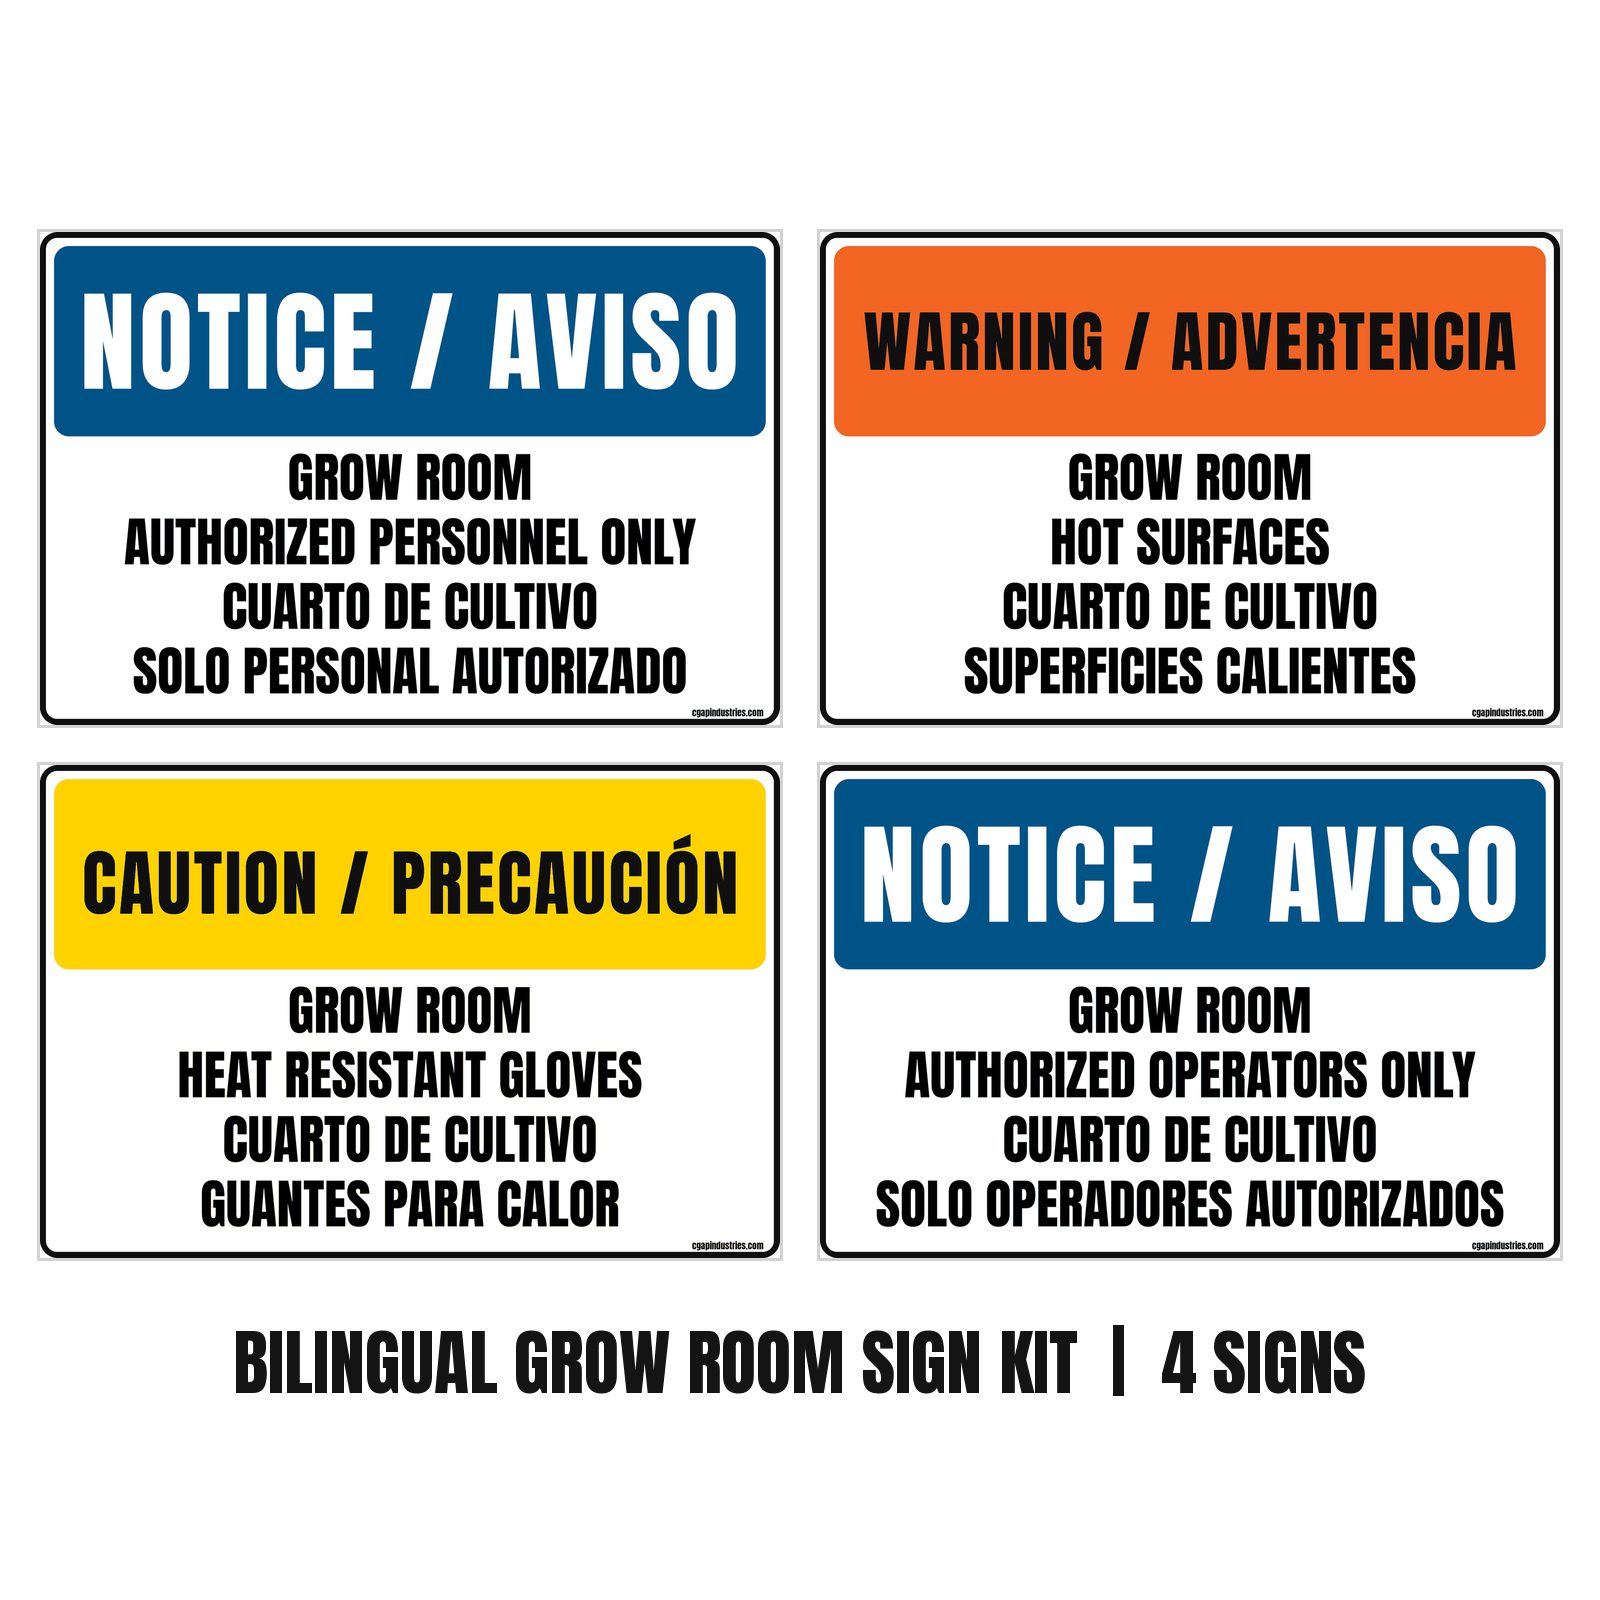 NOTICE / AVISO
GROW ROOM
AUTHORIZED PERSONNEL ONLY
CUARTO DE CULTIVO
SOLO PERSONAL AUTORIZADO
cgapindustries.com
WARNING / ADVERTENCIA
GROW ROOM
HOT SURFACES
CUARTO DE CULTIVO
SUPERFICIES CALIENTES
cgapindustries.com
CAUTION / PRECAUCIÓN
GROW ROOM
HEAT RESISTANT GLOVES
CUARTO DE CULTIVO
GUANTES PARA CALOR
cgapindustries.com
NOTICE / AVISO
GROW ROOM
AUTHORIZED OPERATORS ONLY
CUARTO DE CULTIVO
SOLO OPERADORES AUTORIZADOS
cgapindustries.com
BILINGUAL GROW ROOM SIGN KIT | 4 SIGNS